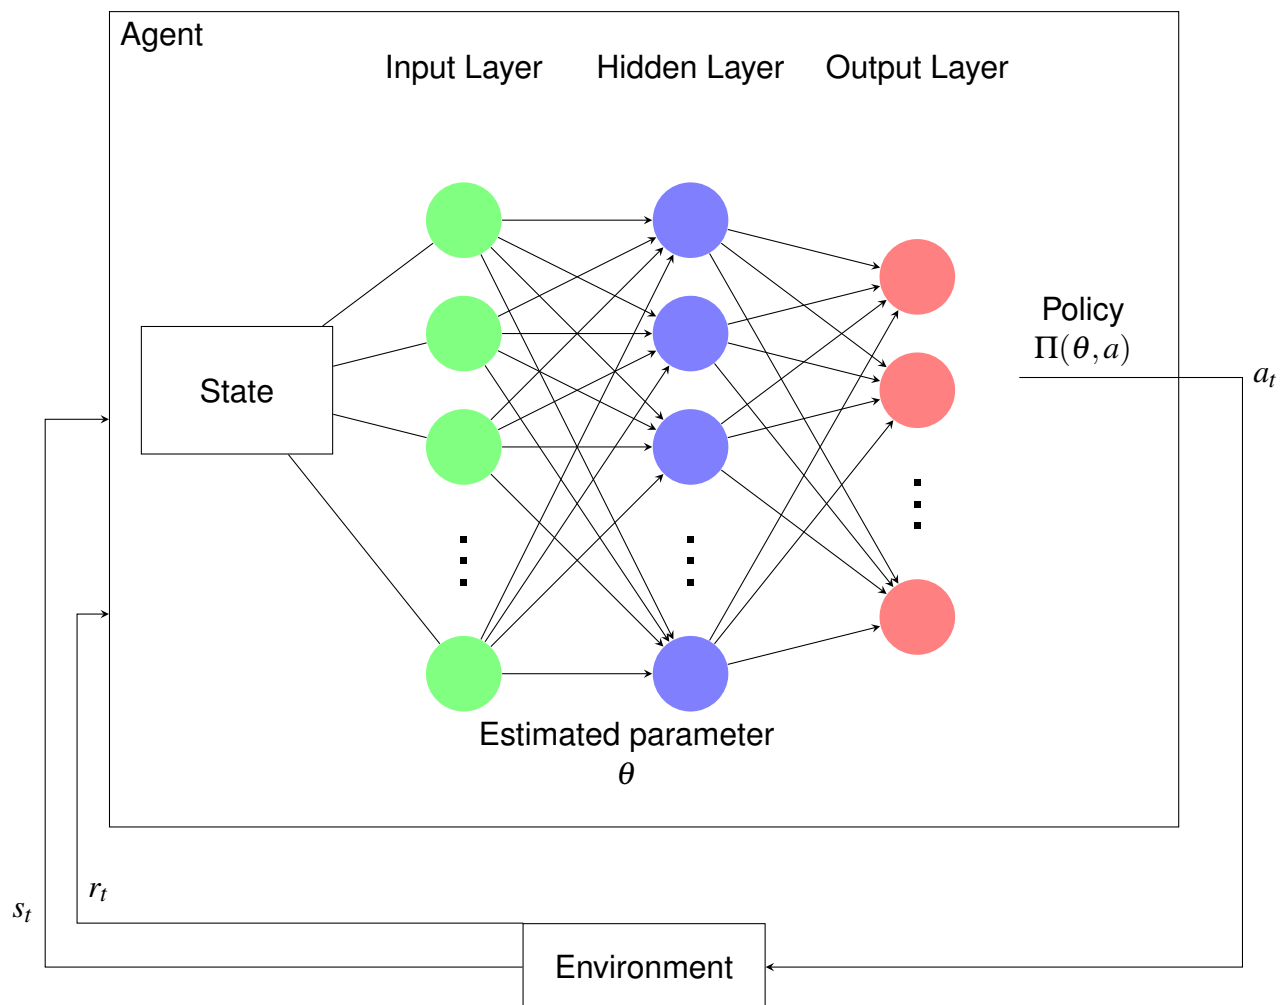 Agent
Input Layer
Hidden Layer
Output Layer
Policy
Π(θ,a)
State
a_t
Estimated parameter
θ
r_t
s_t
Environment